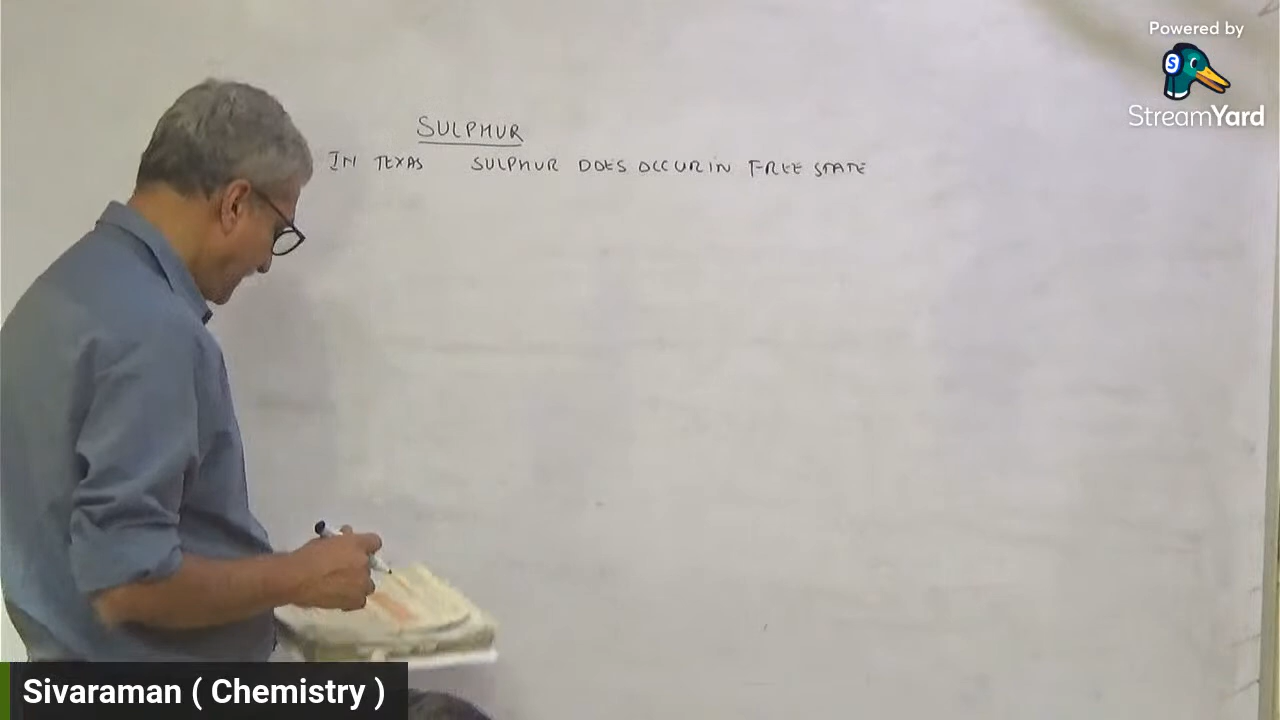 Powered by
StreamYard
SULPHUR
IN TEXAS SULPHUR DOES OCCUR IN FREE STATE
Sivaraman ( Chemistry )